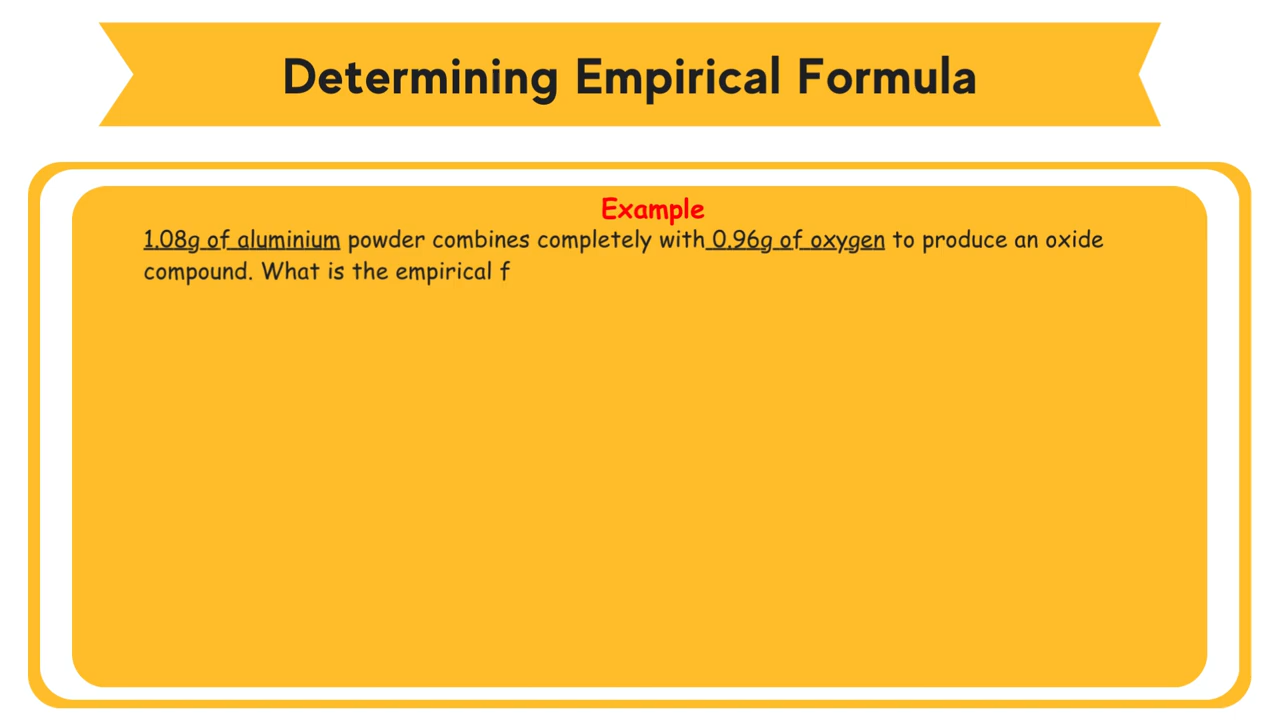 Determining Empirical Formula
Example
1.08g of aluminium powder combines completely with 0.96g of oxygen to produce an oxide
compound. What is the empirical f